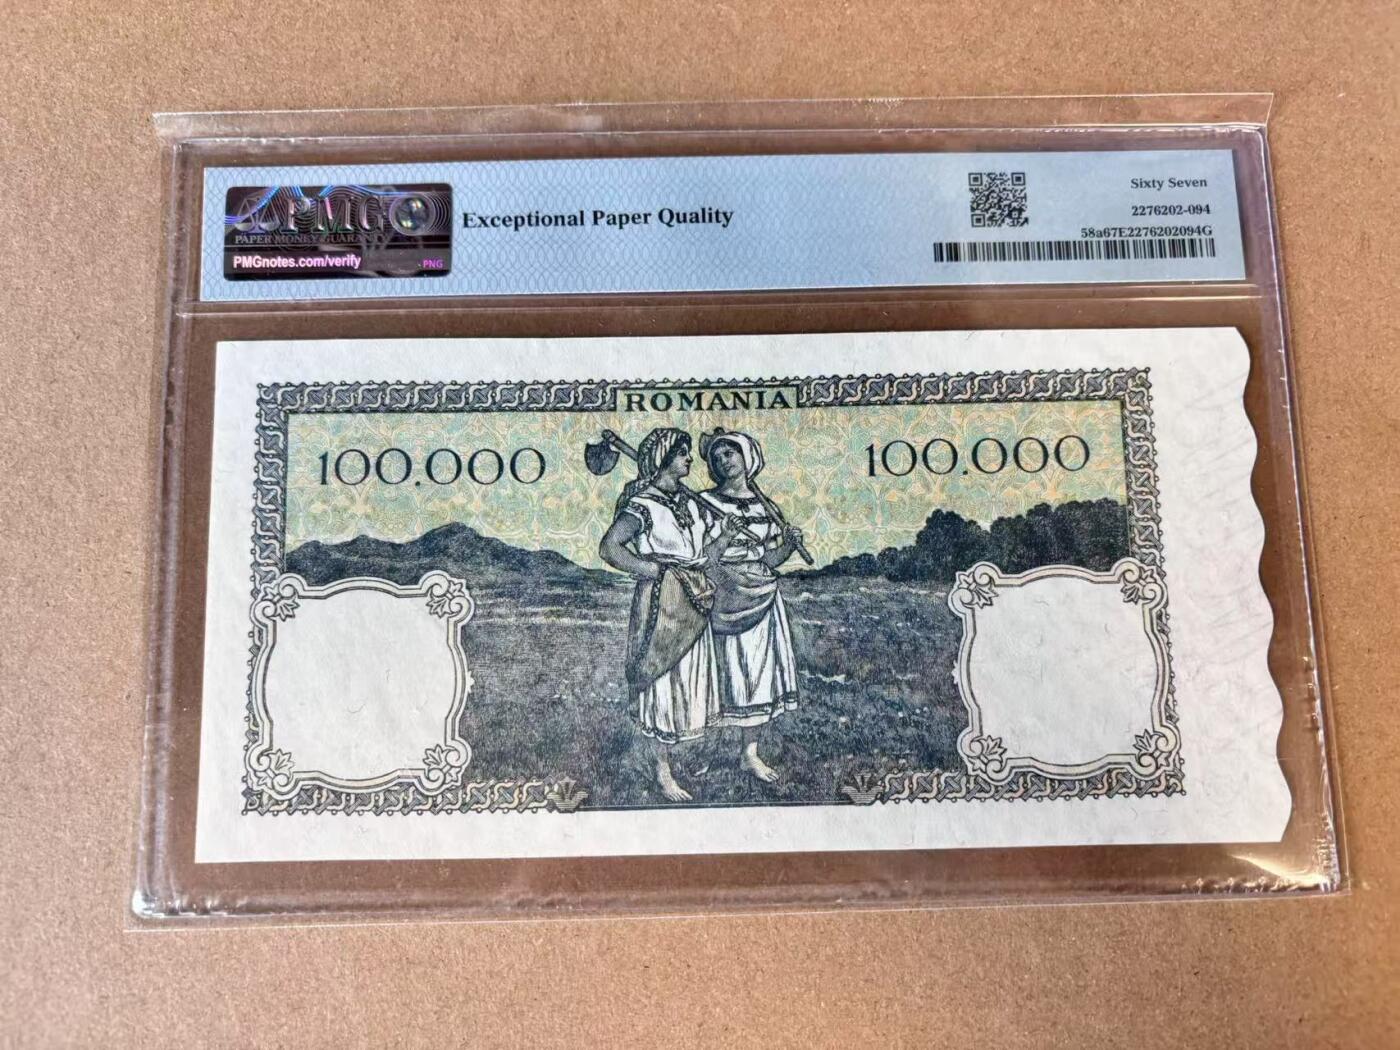 PMG
PAPER MONEY GUARANTY
PMGnotes.com/verify
- PNG
Exceptional Paper Quality
Sixty Seven
2276202-094
58a67E2276202094G
ROMANIA
100.000
100.000